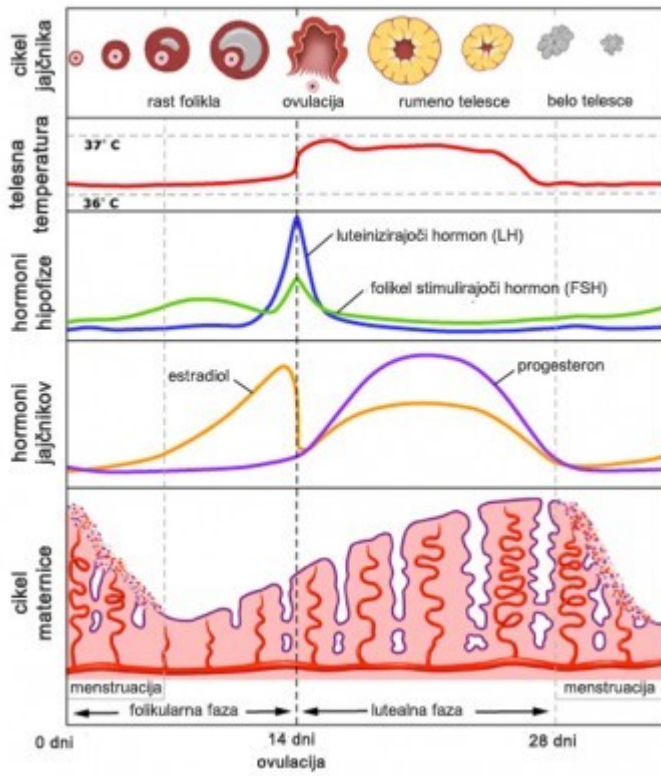 cikel
jajčnika
rast folikla
ovulacija
rumeno telesce
belo telesce
telesna
temperatura
37° C
36° C
hormoni
hipofize
luteinizirajoči hormon (LH)
folikel stimulirajoči hormon (FSH)
hormoni
jajčnikov
estradiol
progesteron
cikel
maternice
menstruacija
menstruacija
folikularna faza
lutealna faza
0 dni
14 dni
28 dni
ovulacija